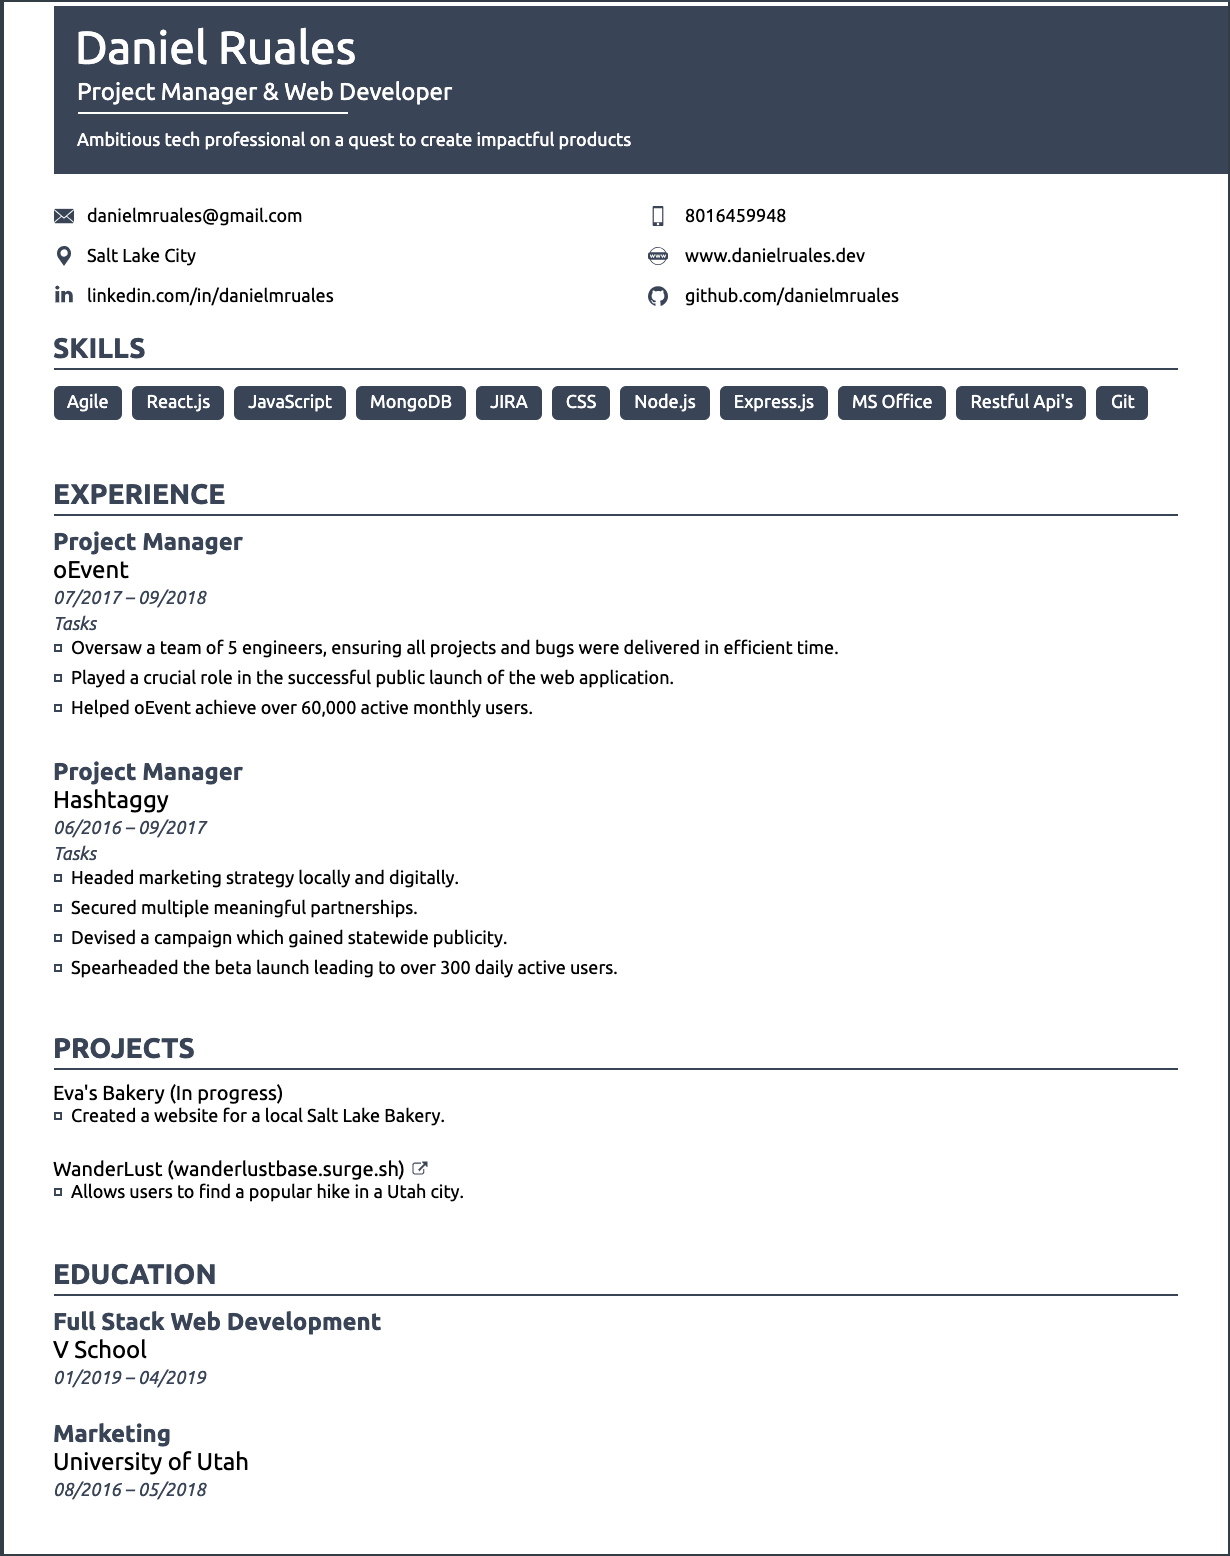 Daniel Ruales
Project Manager & Web Developer
Ambitious tech professional on a quest to create impactful products
danielmruales@gmail.com
8016459948
Salt Lake City
www.danielruales.dev
linkedin.com/in/danielmruales
github.com/danielmruales
SKILLS
Agile React.js JavaScript MongoDB JIRA CSS Node.js Express.js MS Office Restful Api's Git
EXPERIENCE
Project Manager
oEvent
07/2017 – 09/2018
Tasks
Oversaw a team of 5 engineers, ensuring all projects and bugs were delivered in efficient time.
Played a crucial role in the successful public launch of the web application.
Helped oEvent achieve over 60,000 active monthly users.
Project Manager
Hashtaggy
06/2016 – 09/2017
Tasks
Headed marketing strategy locally and digitally.
Secured multiple meaningful partnerships.
Devised a campaign which gained statewide publicity.
Spearheaded the beta launch leading to over 300 daily active users.
PROJECTS
Eva's Bakery (In progress)
Created a website for a local Salt Lake Bakery.
WanderLust (wanderlustbase.surge.sh)
Allows users to find a popular hike in a Utah city.
EDUCATION
Full Stack Web Development
V School
01/2019 – 04/2019
Marketing
University of Utah
08/2016 – 05/2018